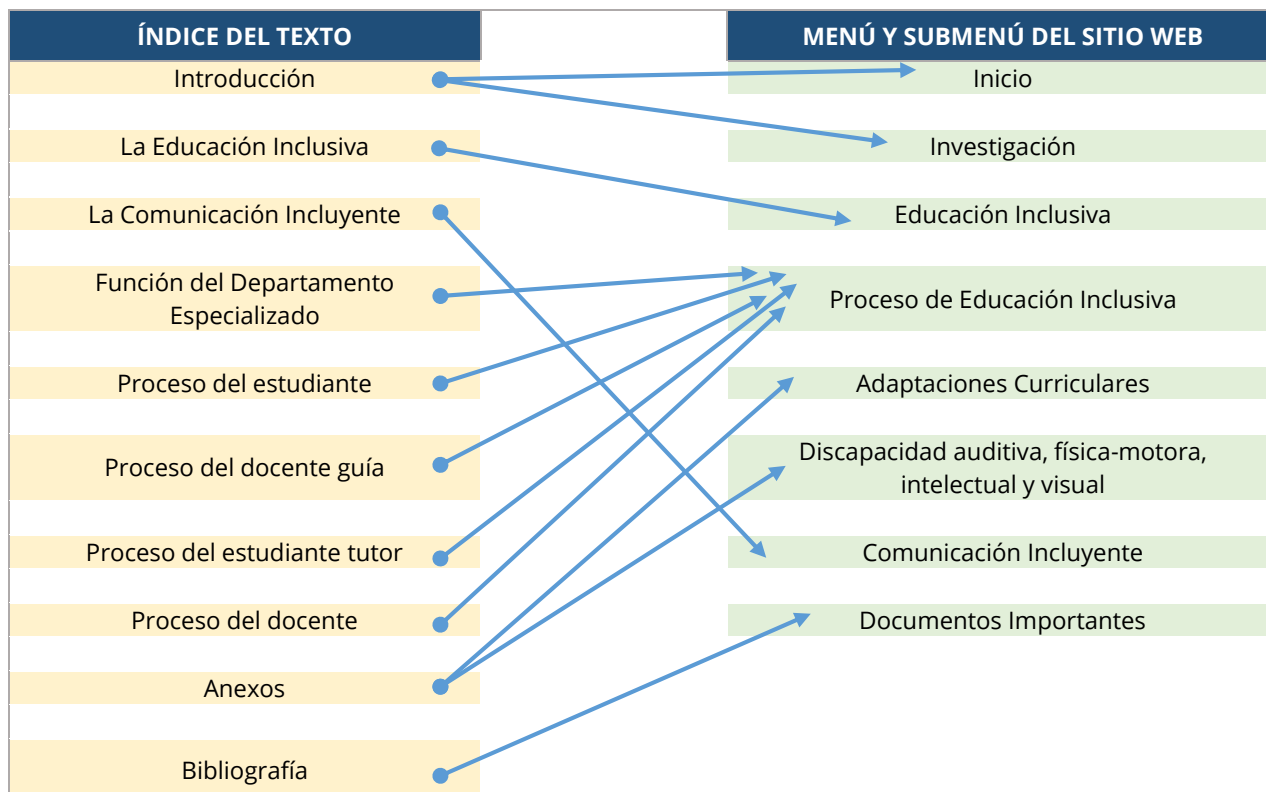 ÍNDICE DEL TEXTO
MENÚ Y SUBMENÚ DEL SITIO WEB
Introducción
Inicio
La Educación Inclusiva
Investigación
La Comunicación Incluyente
Educación Inclusiva
Función del Departamento
Especializado
Proceso de Educación Inclusiva
Proceso del estudiante
Adaptaciones Curriculares
Proceso del docente guía
Discapacidad auditiva, física-motora,
intelectual y visual
Proceso del estudiante tutor
Comunicación Incluyente
Proceso del docente
Documentos Importantes
Anexos
Bibliografía